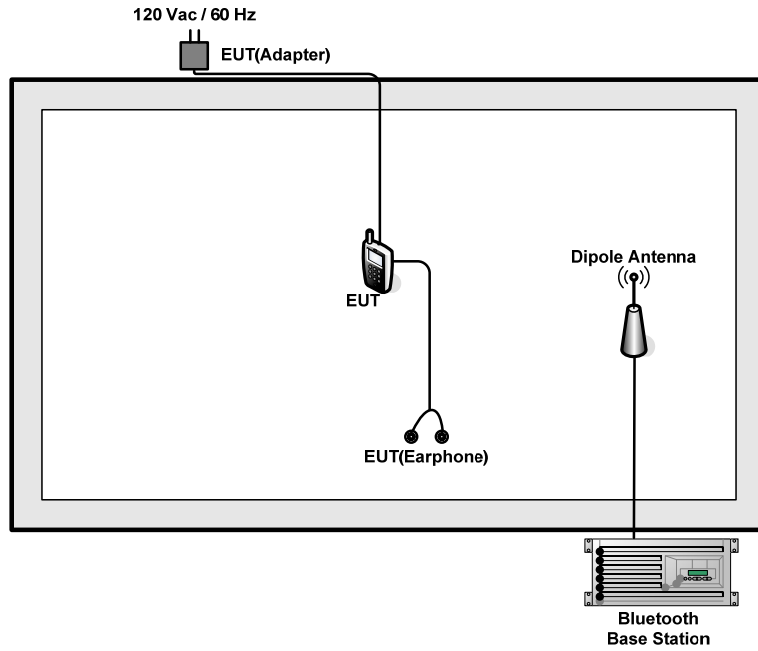 120 Vac / 60 Hz
EUT(Adapter)
Dipole Antenna
EUT
EUT(Earphone)
Bluetooth
Base Station